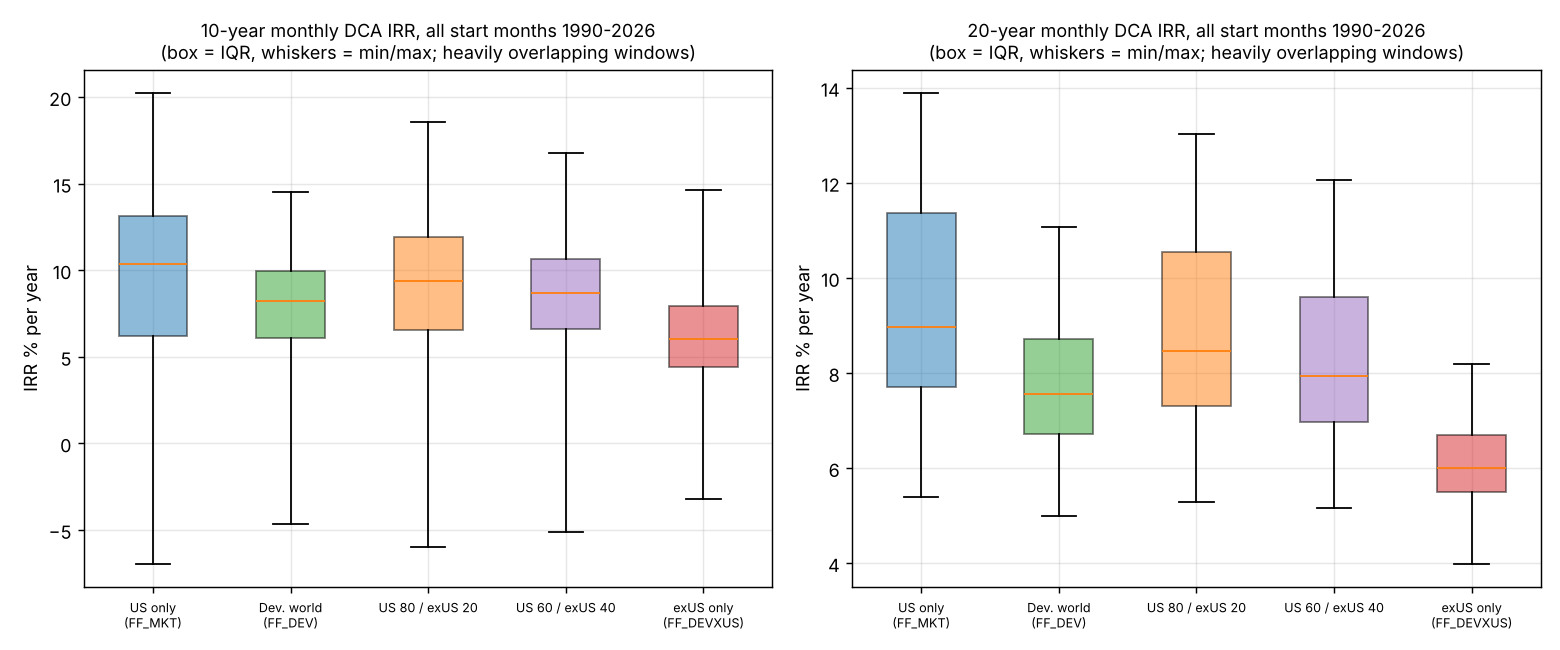 10-year monthly DCA IRR, all start months 1990-2026
(box = IQR, whiskers = min/max; heavily overlapping windows)
IRR % per year
20
15
10
5
0
−5
US only
(FF_MKT)
Dev. world
(FF_DEV)
US 80 / exUS 20
US 60 / exUS 40
exUS only
(FF_DEVXUS)
20-year monthly DCA IRR, all start months 1990-2026
(box = IQR, whiskers = min/max; heavily overlapping windows)
IRR % per year
14
12
10
8
6
4
US only
(FF_MKT)
Dev. world
(FF_DEV)
US 80 / exUS 20
US 60 / exUS 40
exUS only
(FF_DEVXUS)